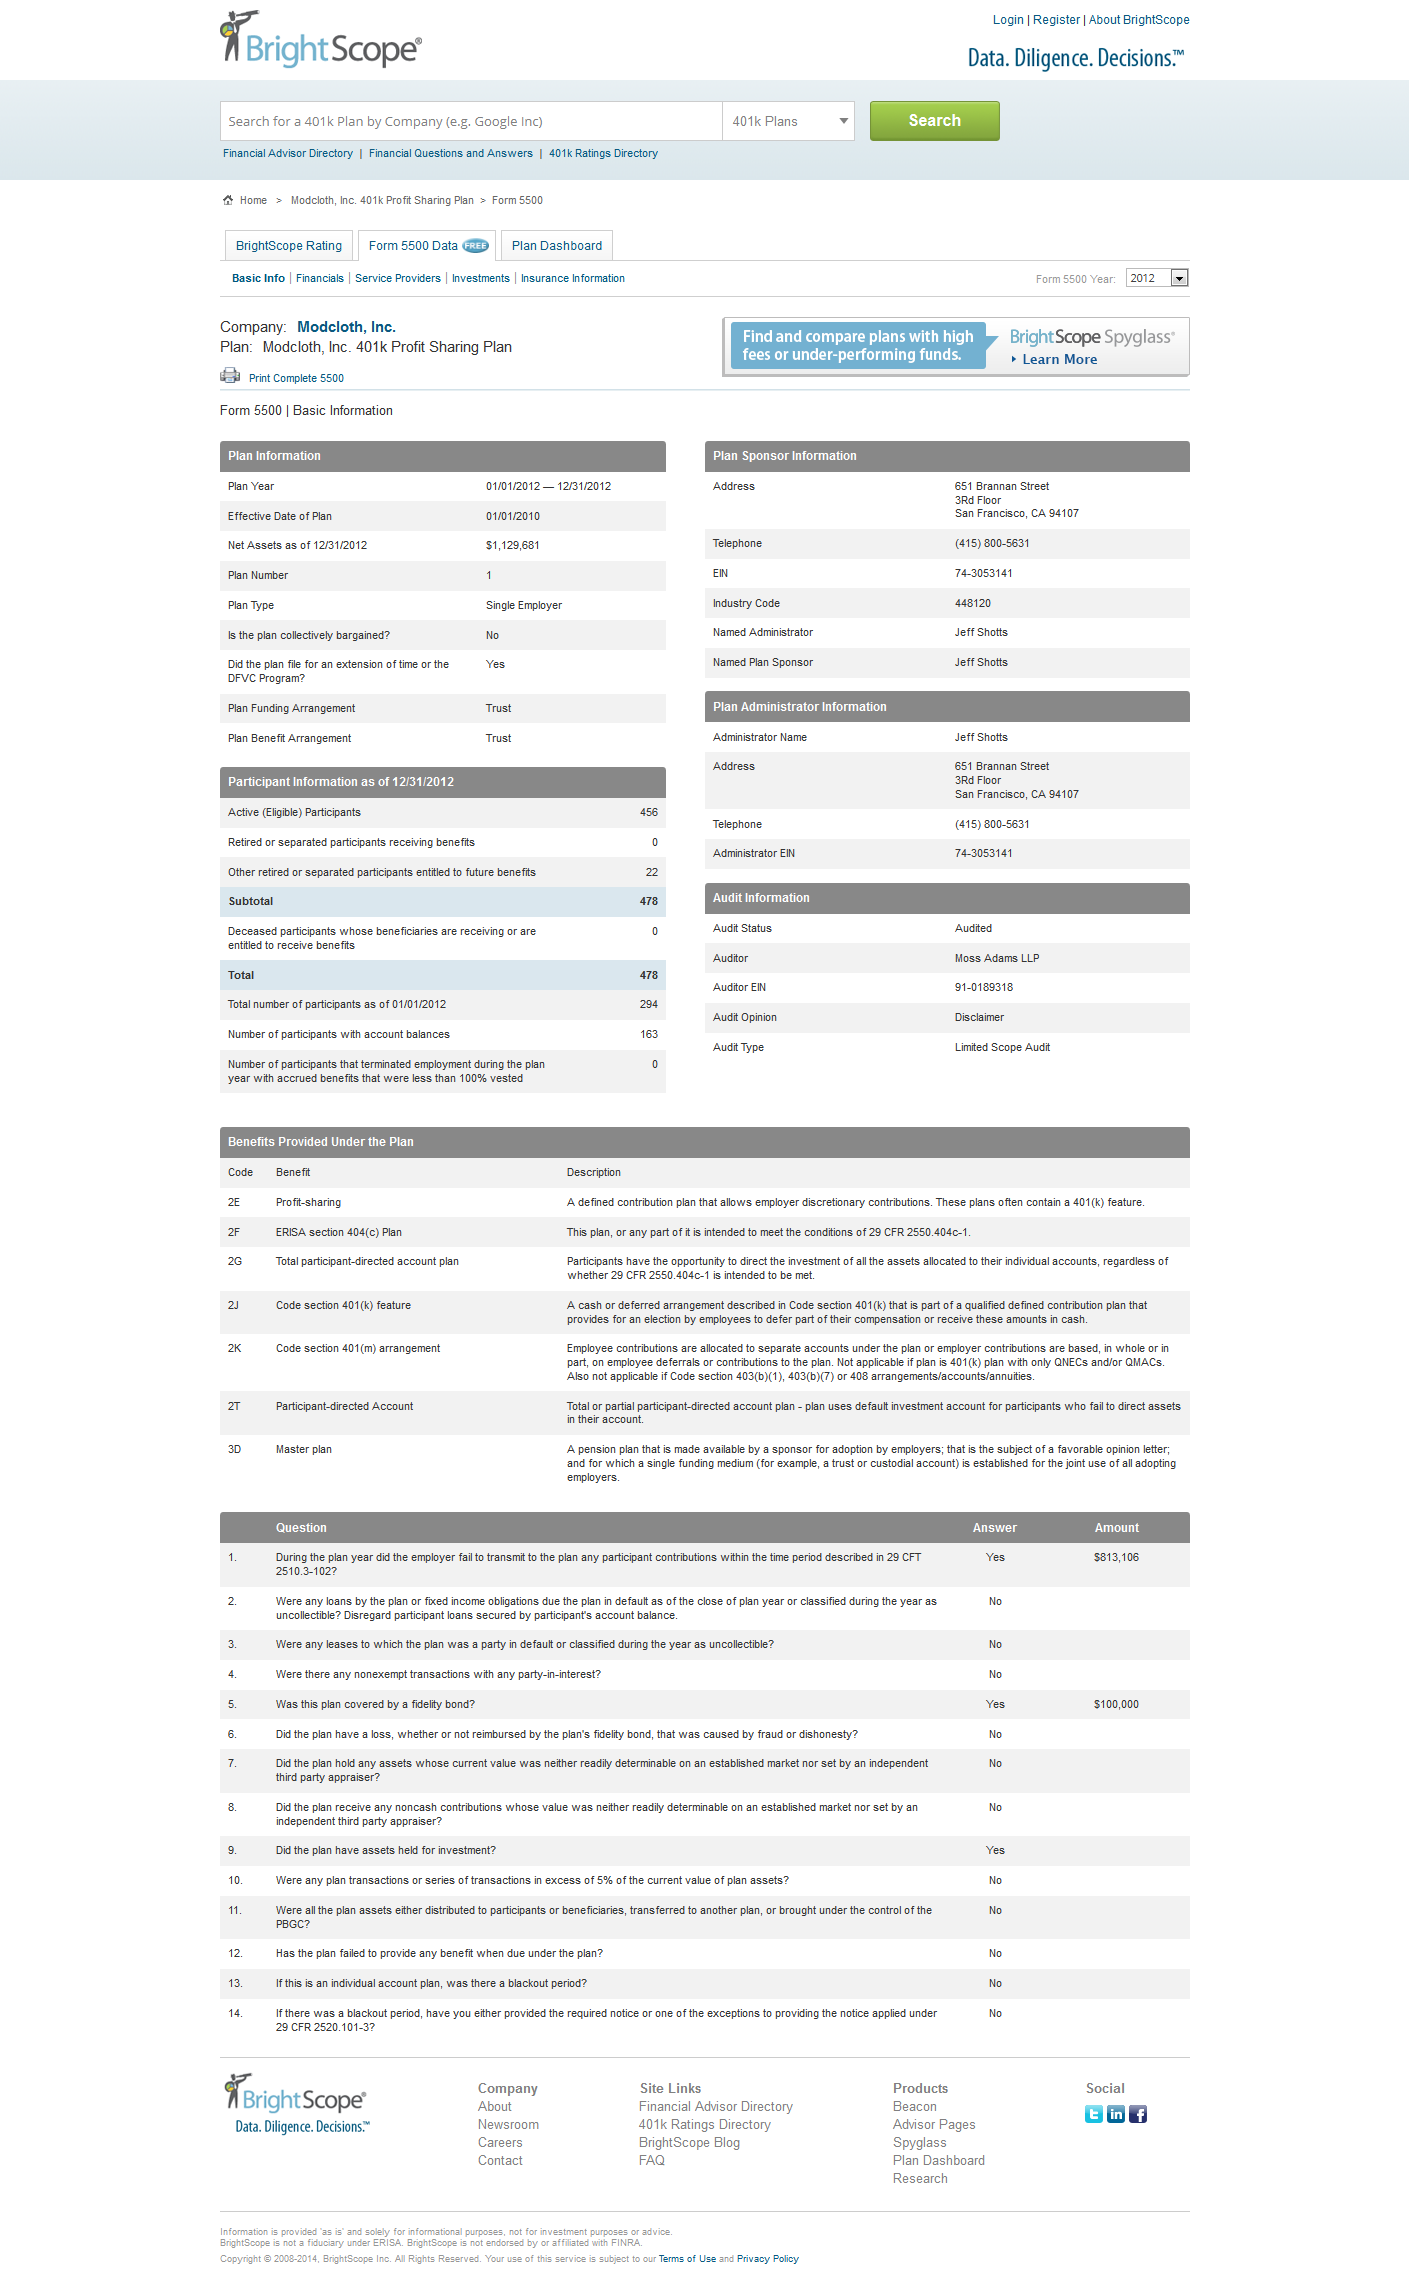 Login | Register | About BrightScope
BrightScope®
Data. Diligence. Decisions.™
Search for a 401k Plan by Company (e.g. Google Inc)
401k Plans
Search
Financial Advisor Directory | Financial Questions and Answers | 401k Ratings Directory
Home > Modcloth, Inc. 401k Profit Sharing Plan > Form 5500
BrightScope Rating
Form 5500 Data FREE
Plan Dashboard
Basic Info | Financials | Service Providers | Investments | Insurance Information
Form 5500 Year: 2012
Company: Modcloth, Inc.
Plan: Modcloth, Inc. 401k Profit Sharing Plan
Print Complete 5500
Find and compare plans with high
fees or under-performing funds.
BrightScope Spyglass®
Learn More
Form 5500 | Basic Information
Plan Information
Plan Year 01/01/2012 — 12/31/2012
Effective Date of Plan 01/01/2010
Net Assets as of 12/31/2012 $1,129,681
Plan Number 1
Plan Type Single Employer
Is the plan collectively bargained? No
Did the plan file for an extension of time or the Yes
DFVC Program?
Plan Funding Arrangement Trust
Plan Benefit Arrangement Trust
Participant Information as of 12/31/2012
Active (Eligible) Participants 456
Retired or separated participants receiving benefits 0
Other retired or separated participants entitled to future benefits 22
Subtotal 478
Deceased participants whose beneficiaries are receiving or are 0
entitled to receive benefits
Total 478
Total number of participants as of 01/01/2012 294
Number of participants with account balances 163
Number of participants that terminated employment during the plan 0
year with accrued benefits that were less than 100% vested
Plan Sponsor Information
Address 651 Brannan Street
3Rd Floor
San Francisco, CA 94107
Telephone (415) 800-5631
EIN 74-3053141
Industry Code 448120
Named Administrator Jeff Shotts
Named Plan Sponsor Jeff Shotts
Plan Administrator Information
Administrator Name Jeff Shotts
Address 651 Brannan Street
3Rd Floor
San Francisco, CA 94107
Telephone (415) 800-5631
Administrator EIN 74-3053141
Audit Information
Audit Status Audited
Auditor Moss Adams LLP
Auditor EIN 91-0189318
Audit Opinion Disclaimer
Audit Type Limited Scope Audit
Benefits Provided Under the Plan
Code Benefit Description
2E Profit-sharing A defined contribution plan that allows employer discretionary contributions. These plans often contain a 401(k) feature.
2F ERISA section 404(c) Plan This plan, or any part of it is intended to meet the conditions of 29 CFR 2550.404c-1.
2G Total participant-directed account plan Participants have the opportunity to direct the investment of all the assets allocated to their individual accounts, regardless of
whether 29 CFR 2550.404c-1 is intended to be met.
2J Code section 401(k) feature A cash or deferred arrangement described in Code section 401(k) that is part of a qualified defined contribution plan that
provides for an election by employees to defer part of their compensation or receive these amounts in cash.
2K Code section 401(m) arrangement Employee contributions are allocated to separate accounts under the plan or employer contributions are based, in whole or in
part, on employee deferrals or contributions to the plan. Not applicable if plan is 401(k) plan with only QNECs and/or QMACs.
Also not applicable if Code section 403(b)(1), 403(b)(7) or 408 arrangements/accounts/annuities.
2T Participant-directed Account Total or partial participant-directed account plan - plan uses default investment account for participants who fail to direct assets
in their account.
3D Master plan A pension plan that is made available by a sponsor for adoption by employers; that is the subject of a favorable opinion letter;
and for which a single funding medium (for example, a trust or custodial account) is established for the joint use of all adopting
employers.
Question Answer Amount
1. During the plan year did the employer fail to transmit to the plan any participant contributions within the time period described in 29 CFT Yes $813,106
2510.3-102?
2. Were any loans by the plan or fixed income obligations due the plan in default as of the close of plan year or classified during the year as No
uncollectible? Disregard participant loans secured by participant's account balance.
3. Were any leases to which the plan was a party in default or classified during the year as uncollectible? No
4. Were there any nonexempt transactions with any party-in-interest? No
5. Was this plan covered by a fidelity bond? Yes $100,000
6. Did the plan have a loss, whether or not reimbursed by the plan's fidelity bond, that was caused by fraud or dishonesty? No
7. Did the plan hold any assets whose current value was neither readily determinable on an established market nor set by an independent No
third party appraiser?
8. Did the plan receive any noncash contributions whose value was neither readily determinable on an established market nor set by an No
independent third party appraiser?
9. Did the plan have assets held for investment? Yes
10. Were any plan transactions or series of transactions in excess of 5% of the current value of plan assets? No
11. Were all the plan assets either distributed to participants or beneficiaries, transferred to another plan, or brought under the control of the No
PBGC?
12. Has the plan failed to provide any benefit when due under the plan? No
13. If this is an individual account plan, was there a blackout period? No
14. If there was a blackout period, have you either provided the required notice or one of the exceptions to providing the notice applied under No
29 CFR 2520.101-3?
BrightScope®
Data. Diligence. Decisions.™
Company
About
Newsroom
Careers
Contact
Site Links
Financial Advisor Directory
401k Ratings Directory
BrightScope Blog
FAQ
Products
Beacon
Advisor Pages
Spyglass
Plan Dashboard
Research
Social
Information is provided 'as is' and solely for informational purposes, not for investment purposes or advice.
BrightScope is not a fiduciary under ERISA. BrightScope is not endorsed by or affiliated with FINRA.
Copyright © 2008-2014, BrightScope Inc. All Rights Reserved. Your use of this service is subject to our Terms of Use and Privacy Policy